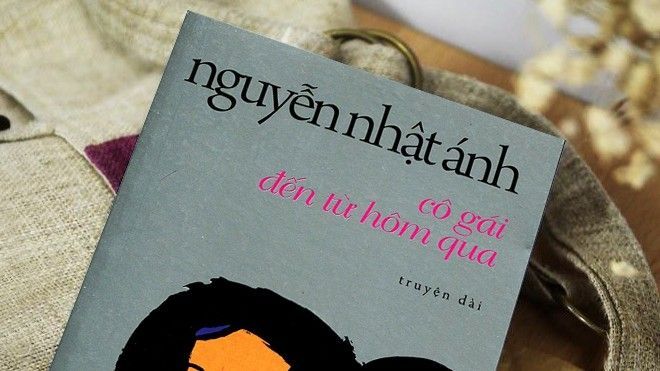 nguyễn nhật ánh
cô gái
đến từ hôm qua
truyện dài